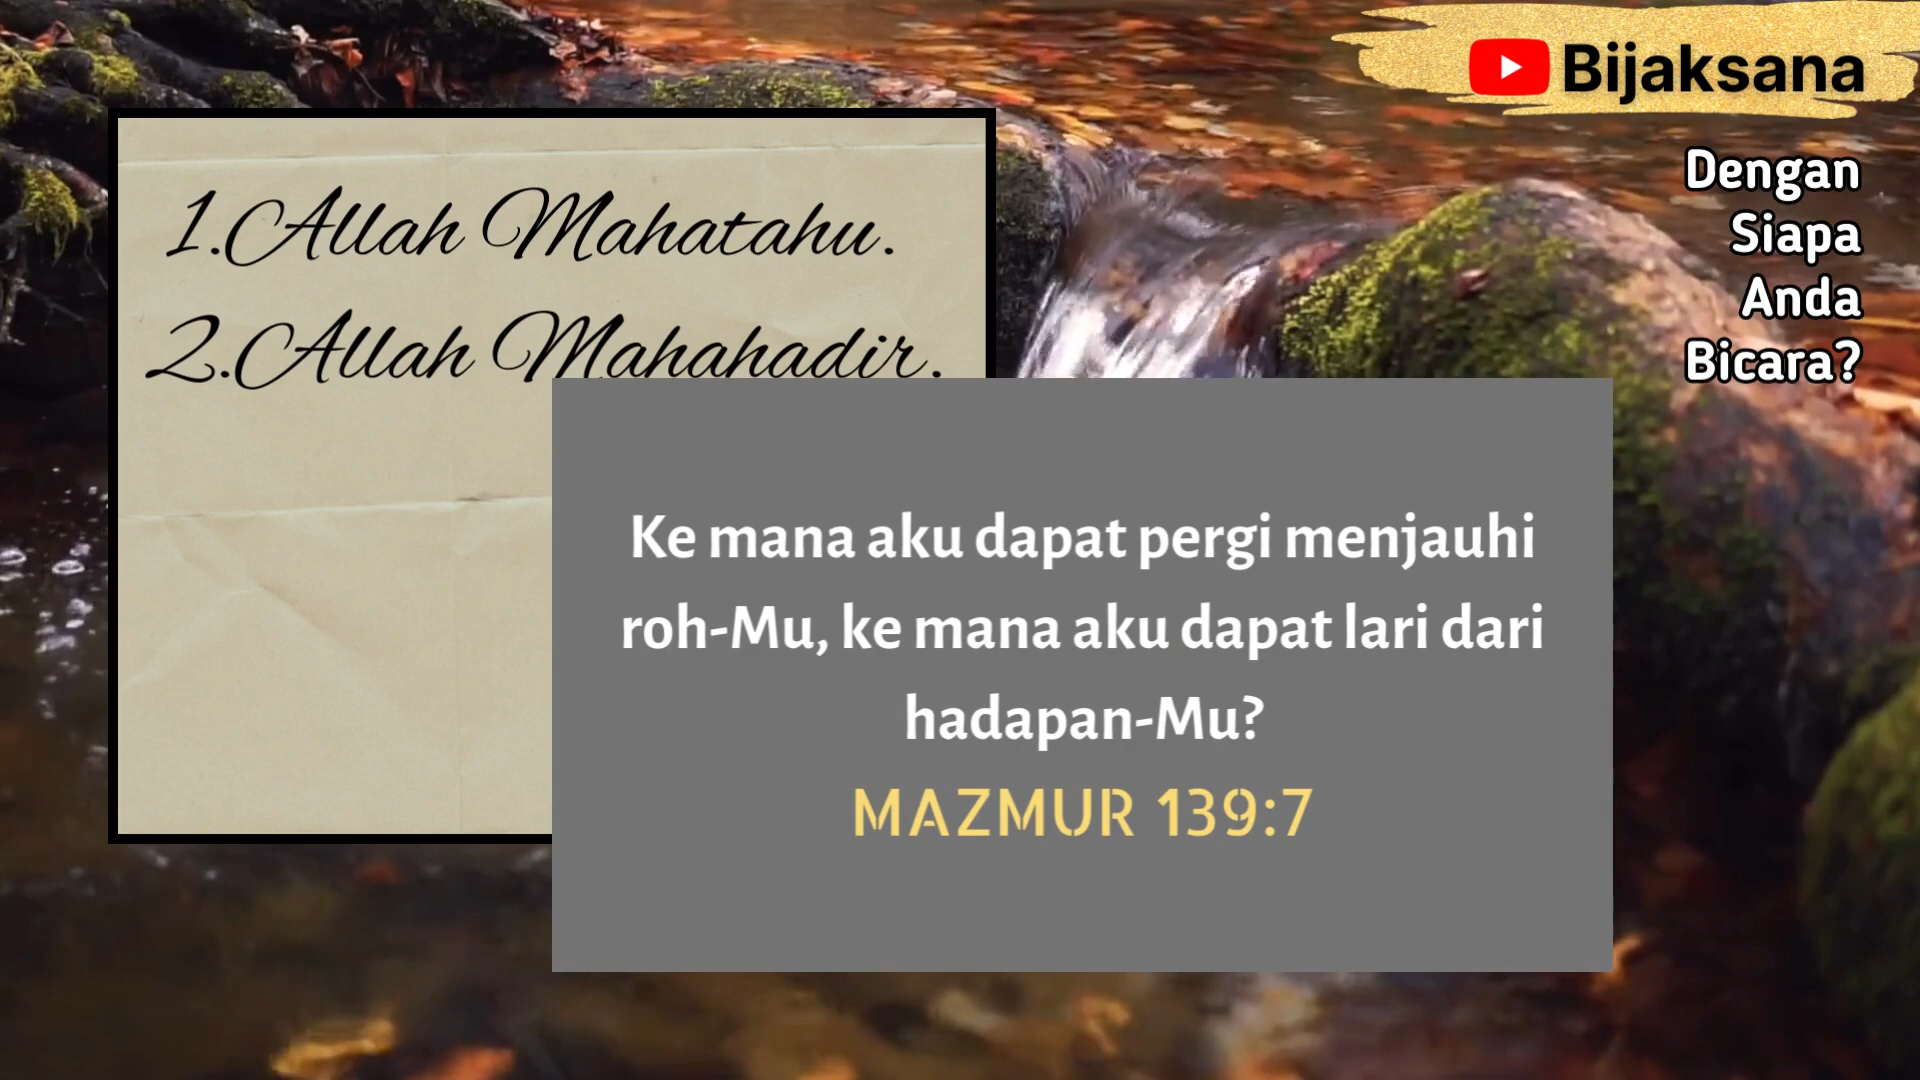 Bijaksana
Dengan
Siapa
Anda
Bicara?
1.Allah Mahatahu.
2.Allah Mahahadir.
Ke mana aku dapat pergi menjauhi
roh-Mu, ke mana aku dapat lari dari
hadapan-Mu?
MAZMUR 139:7